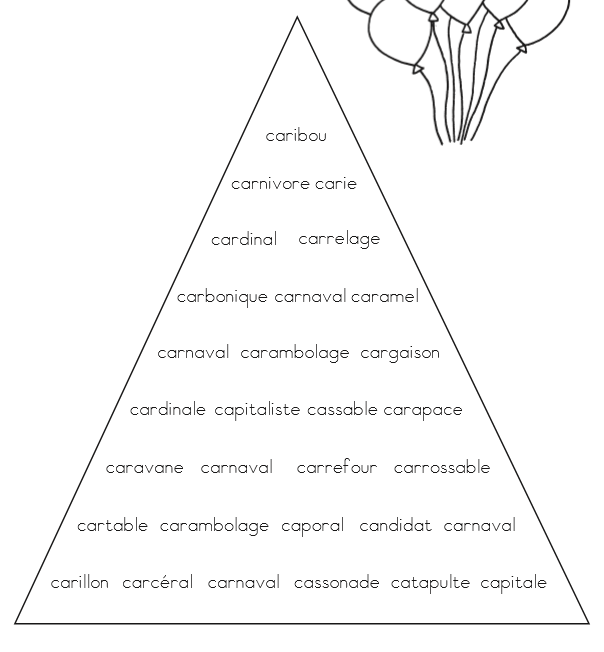 caribou
carnivore carie
cardinal carrelage
carbonique carnaval caramel
carnaval carambolage cargaison
cardinale capitaliste cassable carapace
caravane carnaval carrefour carrossable
cartable carambolage caporal candidat carnaval
carillon carcéral carnaval cassonade catapulte capitale